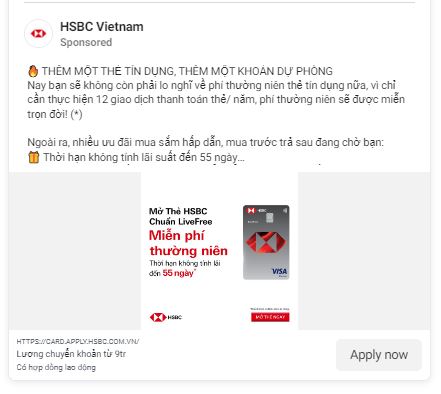 HSBC Vietnam
Sponsored
🔥 THÊM MỘT THẺ TÍN DỤNG, THÊM MỘT KHOẢN DỰ PHÒNG
Nay bạn sẽ không còn phải lo nghĩ về phí thường niên thẻ tín dụng nữa, vì chỉ
cần thực hiện 12 giao dịch thanh toán thẻ/ năm, phí thường niên sẽ được miễn
trọn đời! (*)
Ngoài ra, nhiều ưu đãi mua sắm hấp dẫn, mua trước trả sau đang chờ bạn:
🎁 Thời hạn không tính lãi suất đến 55 ngày...
Mở Thẻ HSBC
Chuẩn LiveFree
Miễn phí
thường niên
Thời hạn không tính lãi
đến 55 ngày*
VISA
HSBC
MỞ THẺ NGAY
HTTPS://CARD.APPLY.HSBC.COM.VN/
Lương chuyển khoản từ 9tr
Có hợp đồng lao động
Apply now